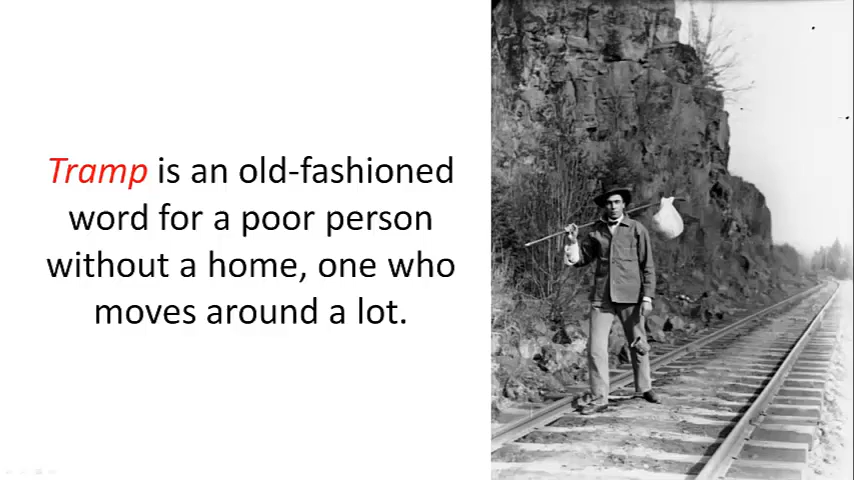 Tramp is an old-fashioned
word for a poor person
without a home, one who
moves around a lot.